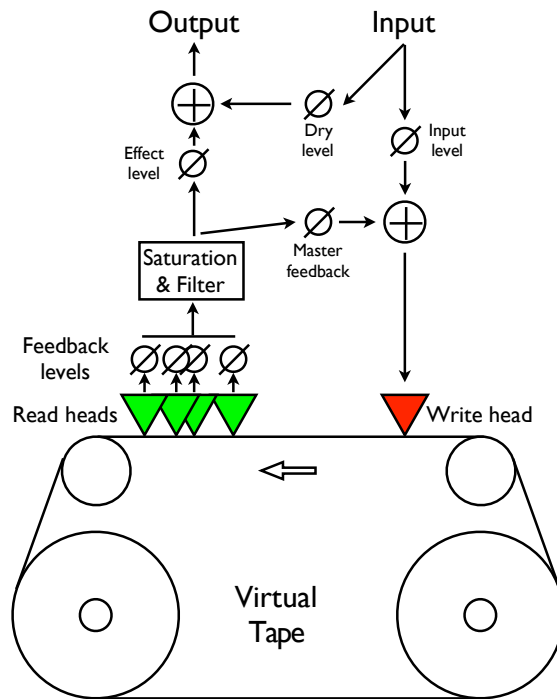 Output
Input
Dry
level
Input
level
Effect
level
Master
feedback
Saturation
& Filter
Feedback
levels
Read heads
Write head
Virtual
Tape